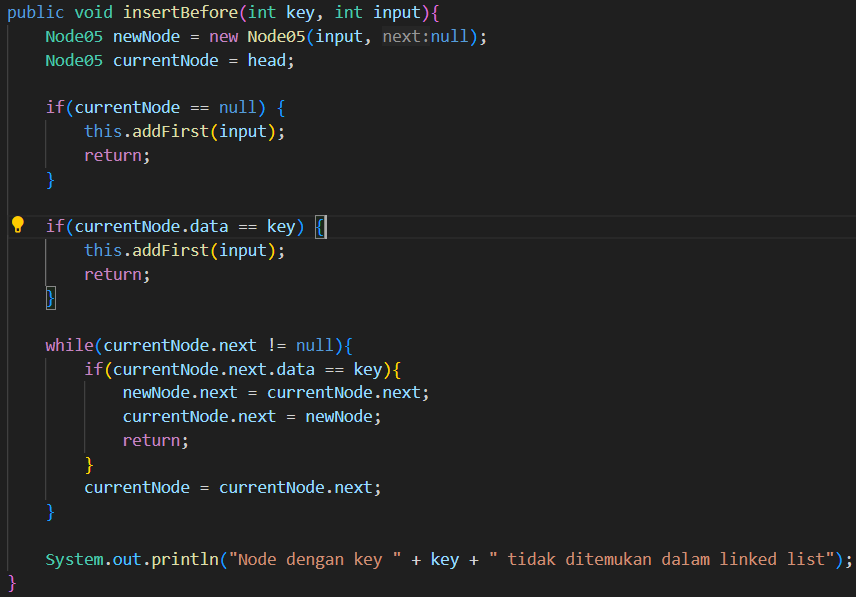 public void insertBefore(int key, int input){
    Node05 newNode = new Node05(input, next:null);
    Node05 currentNode = head;

    if(currentNode == null) {
        this.addFirst(input);
        return;
    }

    if(currentNode.data == key) {
        this.addFirst(input);
        return;
    }

    while(currentNode.next != null){
        if(currentNode.next.data == key){
            newNode.next = currentNode.next;
            currentNode.next = newNode;
            return;
        }
        currentNode = currentNode.next;
    }

    System.out.println("Node dengan key " + key + " tidak ditemukan dalam linked list");
}